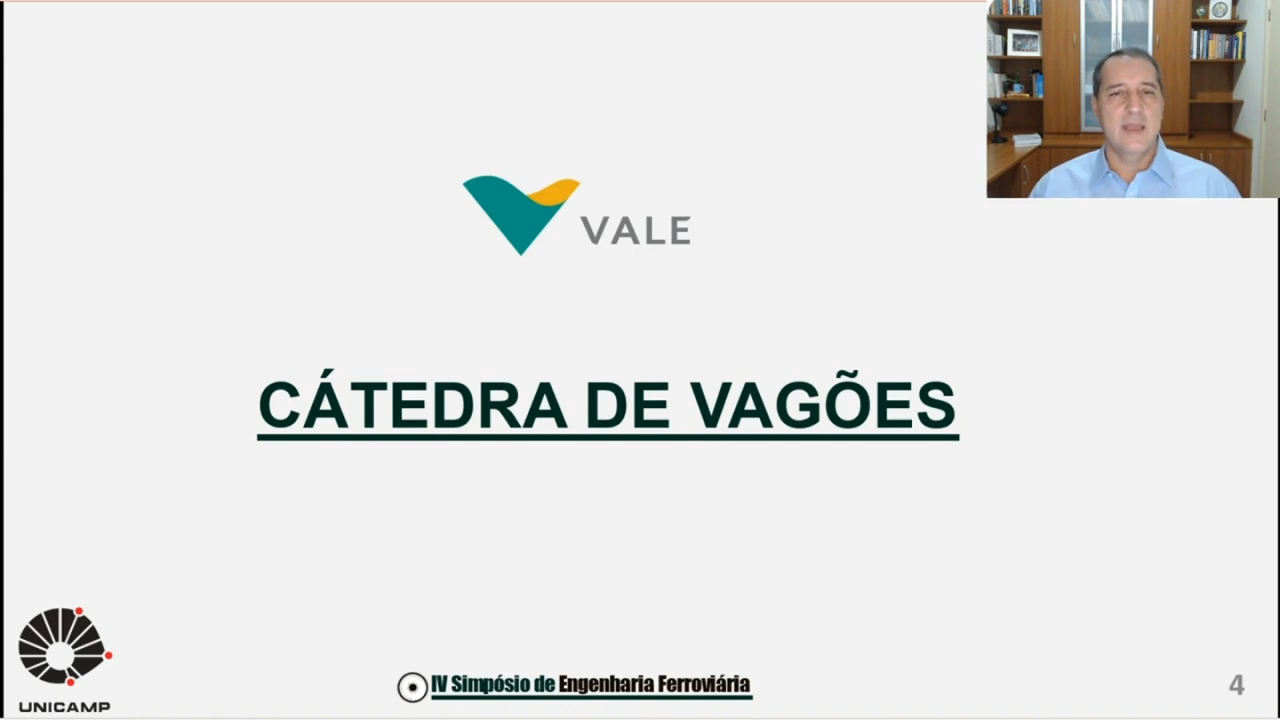 VALE
CÁTEDRA DE VAGÕES
UNICAMP
IV Simpósio de Engenharia Ferroviária
4